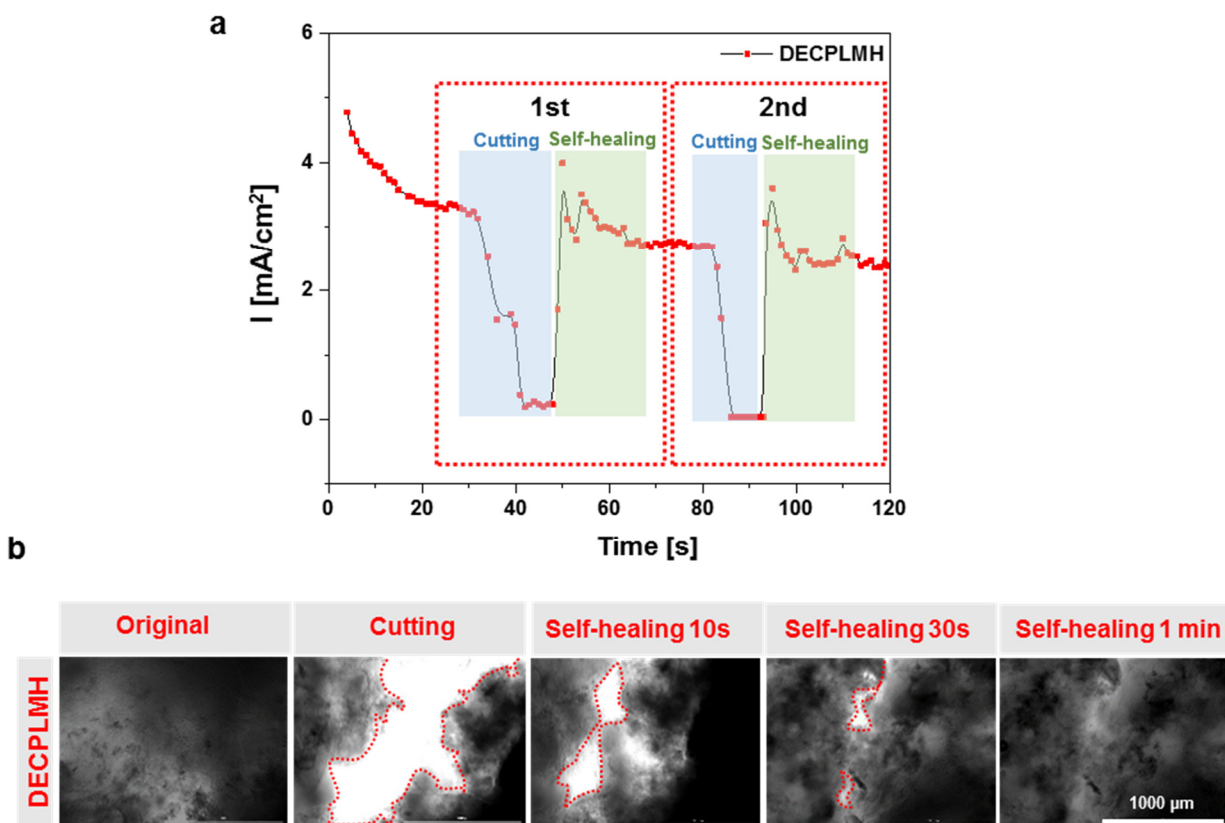 a
6
4
2
0
I [mA/cm²]
DECPLMH
1st
2nd
Cutting
Self-healing
Cutting
Self-healing
0 20 40 60 80 100 120
Time [s]
b
Original Cutting Self-healing 10s Self-healing 30s Self-healing 1 min
DECPLMH
1000 μm